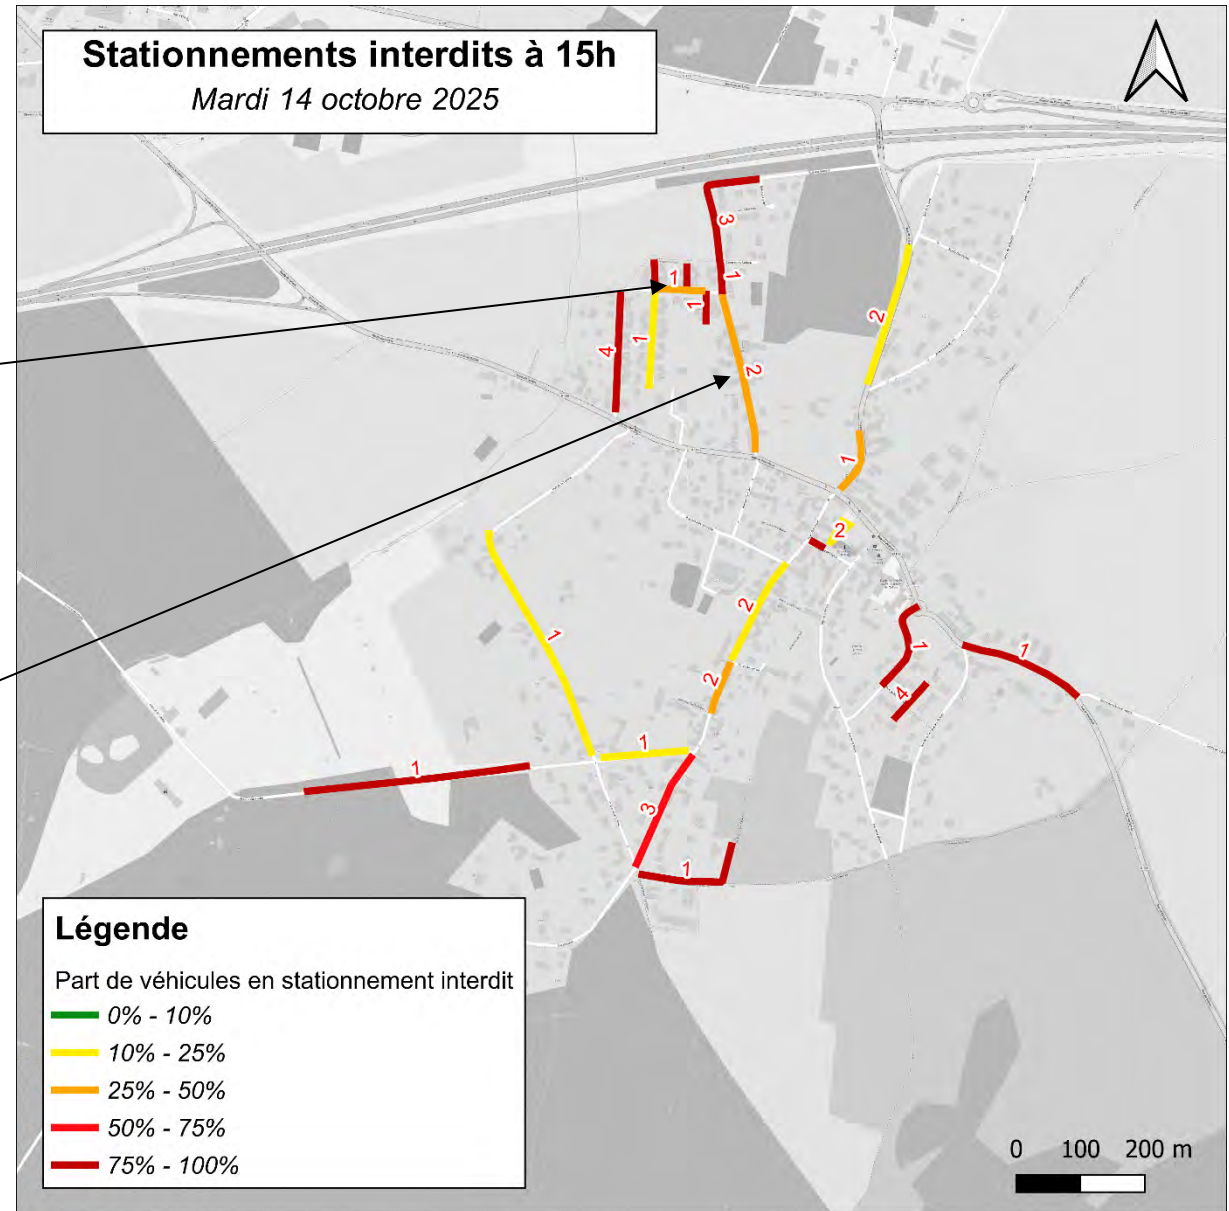 Stationnements interdits à 15h
Mardi 14 octobre 2025
3
1
1
1
4
1
2
2
1
2
2
1
2
1
4
1
1
1
3
1
Légende
Part de véhicules en stationnement interdit
0% - 10%
10% - 25%
25% - 50%
50% - 75%
75% - 100%
0 100 200 m